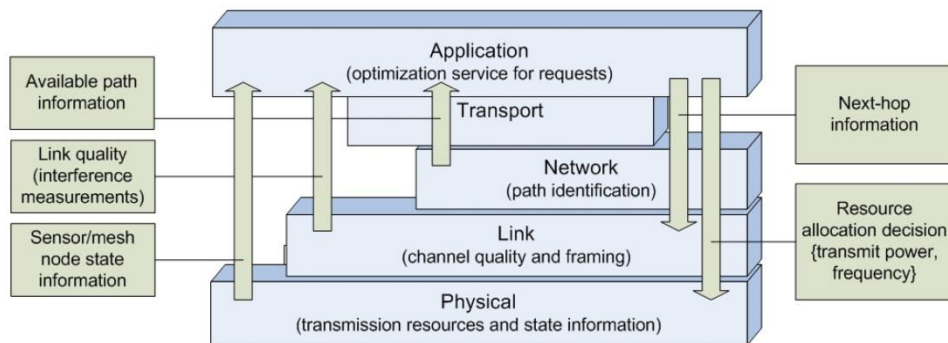 Application
(optimization service for requests)
Available path
information
Transport
Next-hop
information
Network
(path identification)
Link quality
(interference
measurements)
Link
(channel quality and framing)
Resource
allocation decision
{transmit power,
frequency}
Sensor/mesh
node state
information
Physical
(transmission resources and state information)